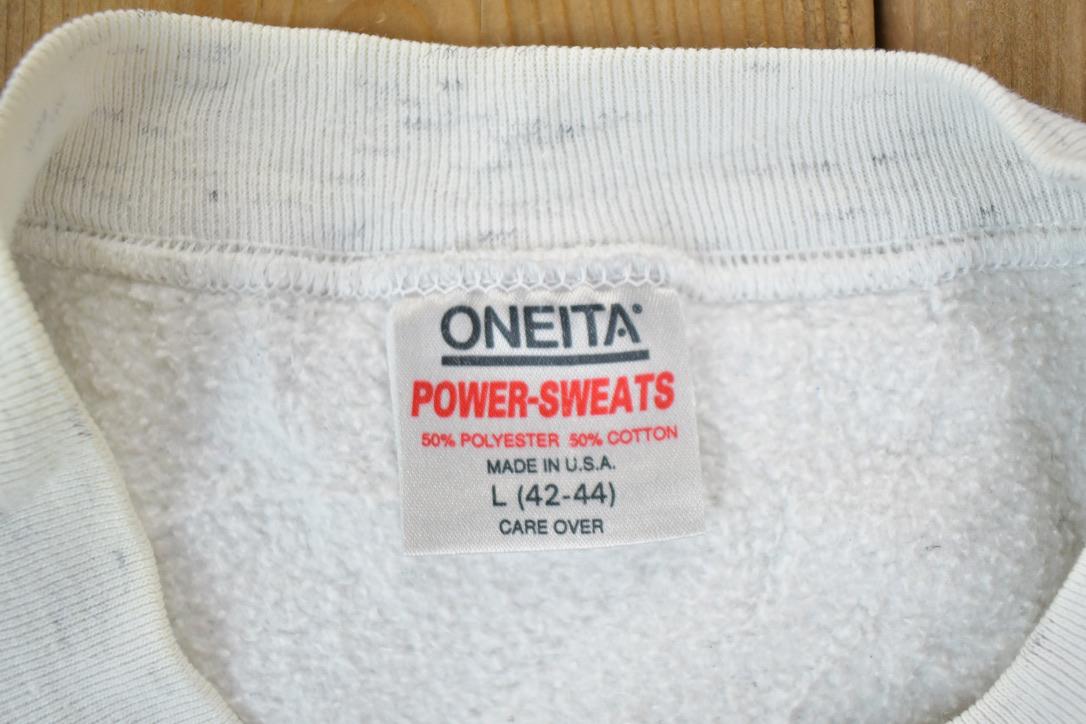 ONEITA®
POWER-SWEATS
50% POLYESTER 50% COTTON
MADE IN U.S.A.
L (42-44)
CARE OVER